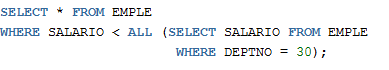 SELECT * FROM EMPLE
WHERE SALARIO < ALL (SELECT SALARIO FROM EMPLE
WHERE DEPTNO = 30);